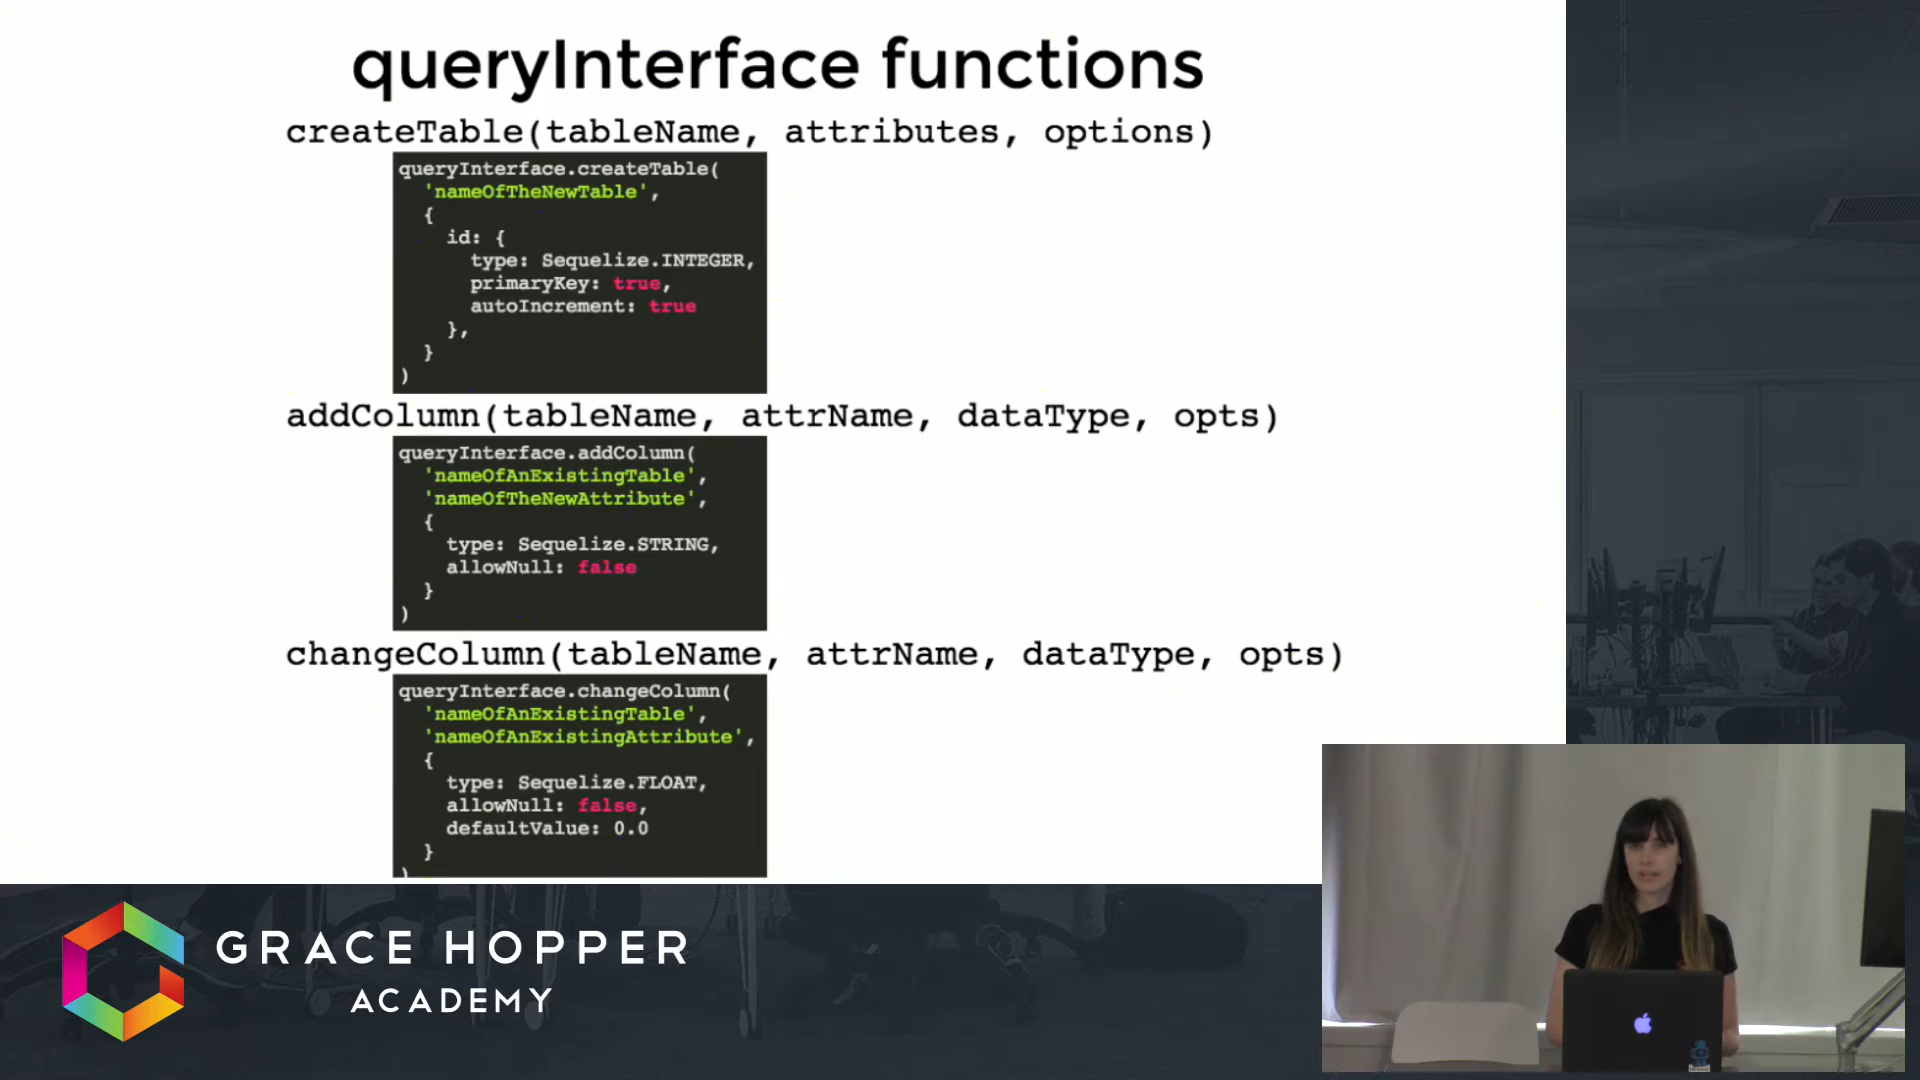 queryInterface functions
createTable(tableName, attributes, options)
queryInterface.createTable(
'nameOfTheNewTable',
{
id: {
type: Sequelize.INTEGER,
primaryKey: true,
autoIncrement: true
},
}
)
addColumn(tableName, attrName, dataType, opts)
queryInterface.addColumn(
'nameOfAnExistingTable',
'nameOfTheNewAttribute',
{
type: Sequelize.STRING,
allowNull: false
}
)
changeColumn(tableName, attrName, dataType, opts)
queryInterface.changeColumn(
'nameOfAnExistingTable',
'nameOfAnExistingAttribute',
{
type: Sequelize.FLOAT,
allowNull: false,
defaultValue: 0.0
}
)
GRACE HOPPER
ACADEMY